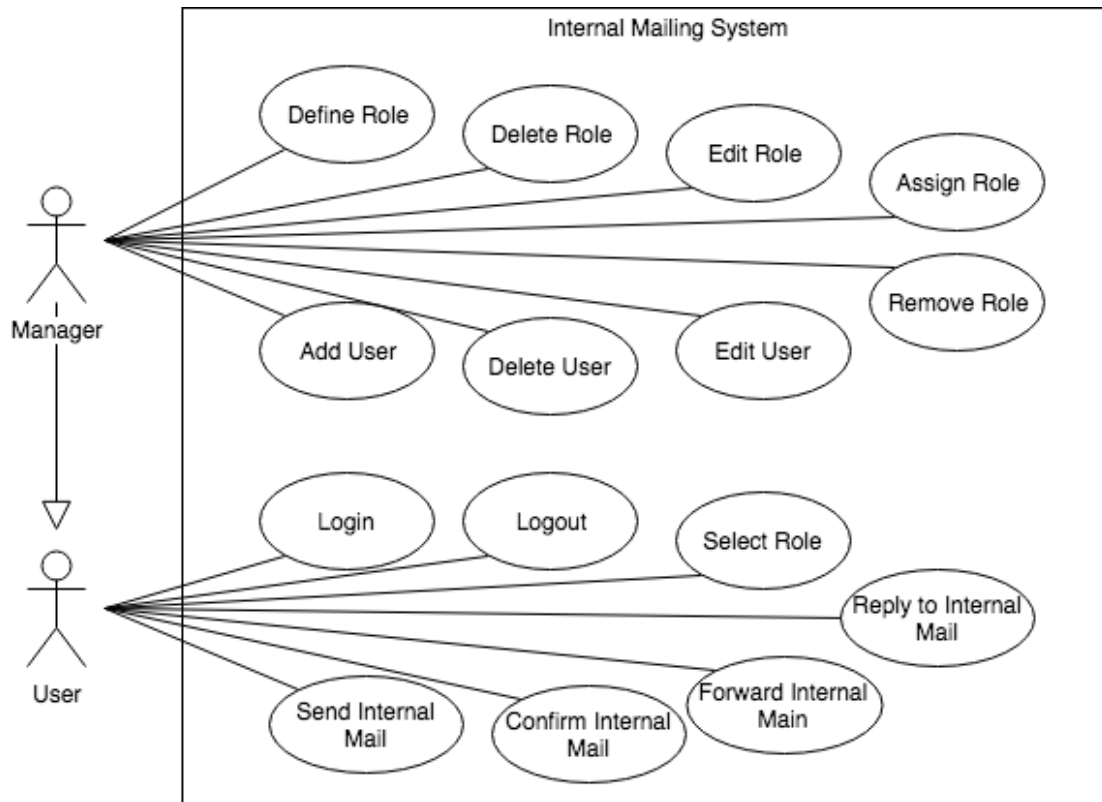 Internal Mailing System
Define Role
Delete Role
Edit Role
Assign Role
Manager
Remove Role
Add User
Delete User
Edit User
Login
Logout
Select Role
Reply to Internal
Mail
User
Send Internal
Mail
Confirm Internal
Mail
Forward Internal
Main